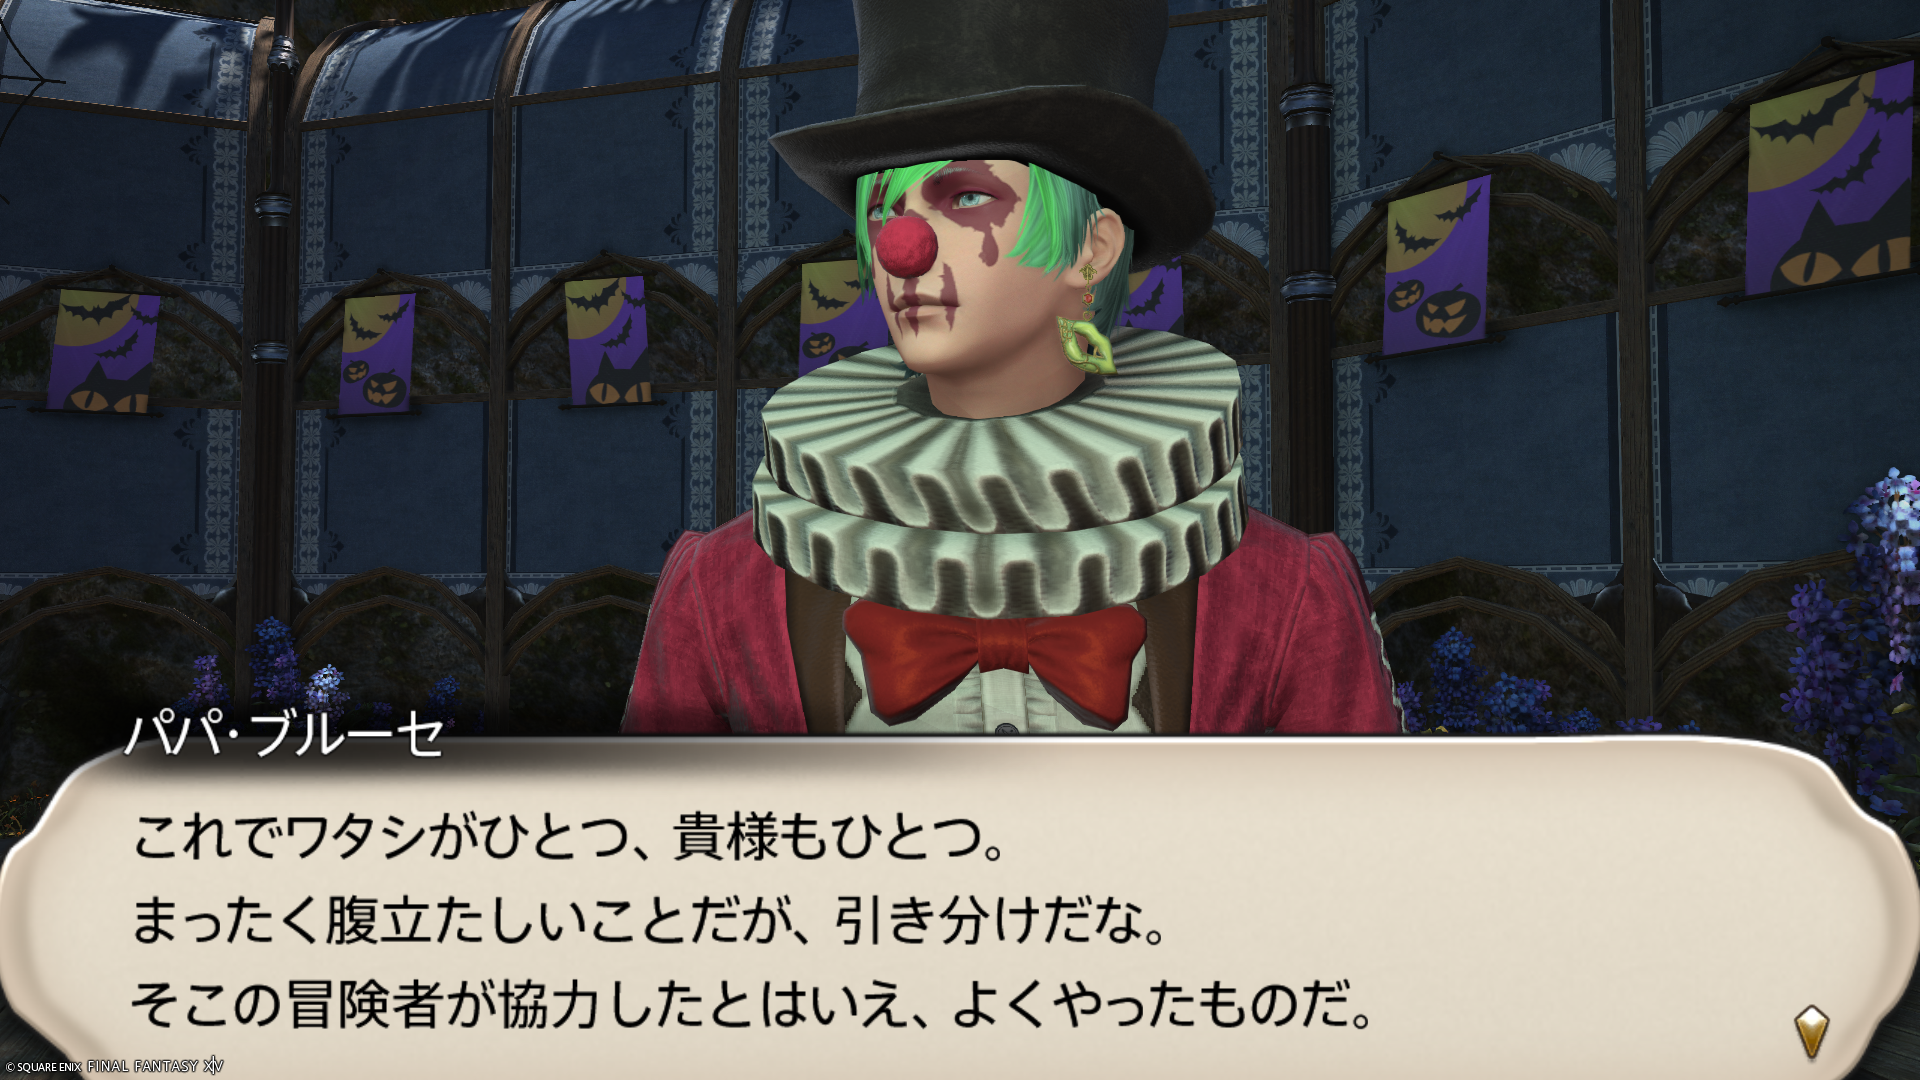 パパ・ブルーセ
これでワタシがひとつ、貴様もひとつ。
まったく腹立たしいことだが、引き分けだな。
そこの冒険者が協力したとはいえ、よくやったものだ。
© SQUARE ENIX FINAL FANTASY XIV